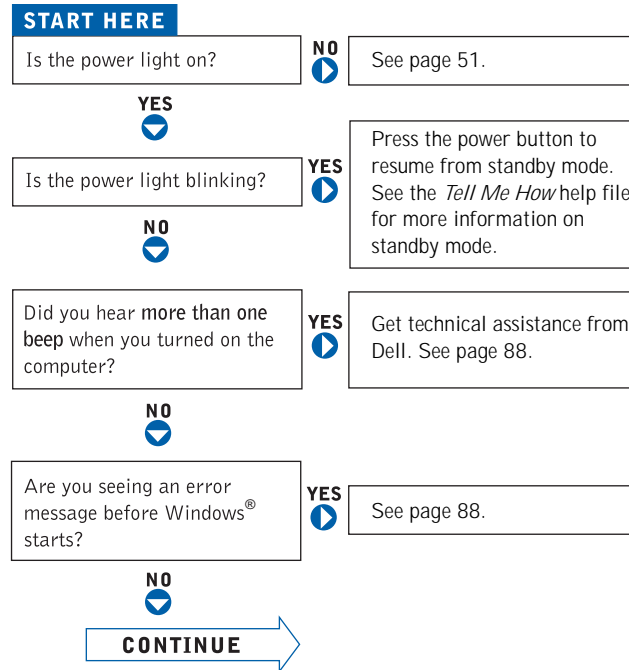 START HERE
Is the power light on?
NO
See page 51.
YES
Is the power light blinking?
YES
Press the power button to
resume from standby mode.
See the Tell Me How help file
for more information on
standby mode.
NO
Did you hear more than one
beep when you turned on the
computer?
YES
Get technical assistance from
Dell. See page 88.
NO
Are you seeing an error
message before Windows®
starts?
YES
See page 88.
NO
CONTINUE